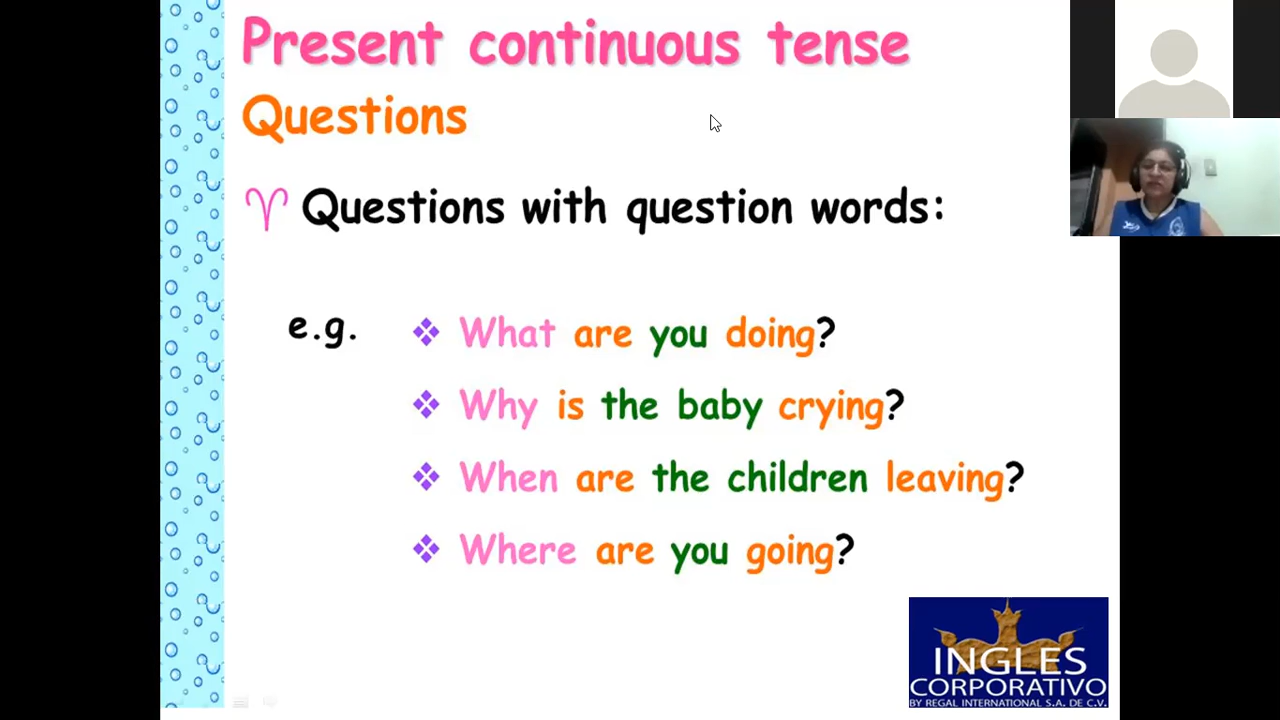 Present continuous tense
Questions
♈ Questions with question words:
e.g.
❖ What are you doing?
❖ Why is the baby crying?
❖ When are the children leaving?
❖ Where are you going?
INGLES
CORPORATIVO
BY REGAL INTERNATIONAL S.A. DE C.V.